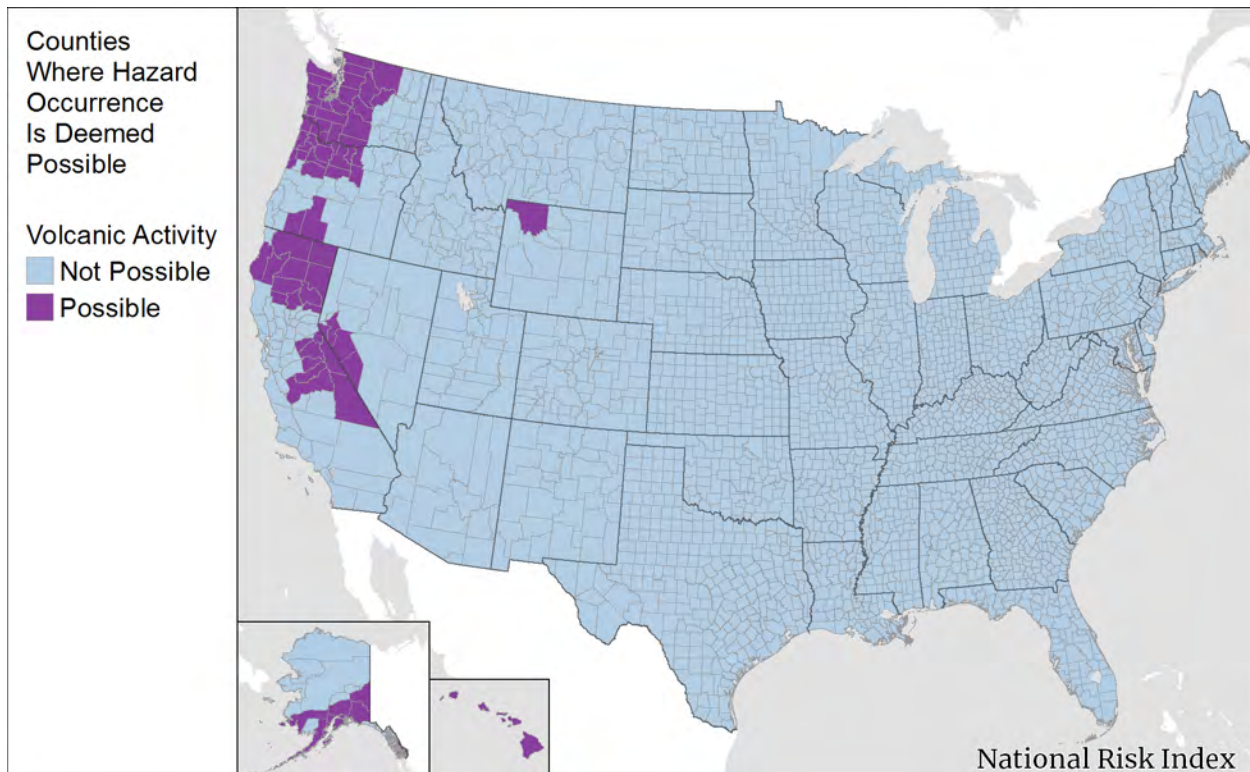 Counties
Where Hazard
Occurrence
Is Deemed
Possible
Volcanic Activity
Not Possible
Possible
National Risk Index